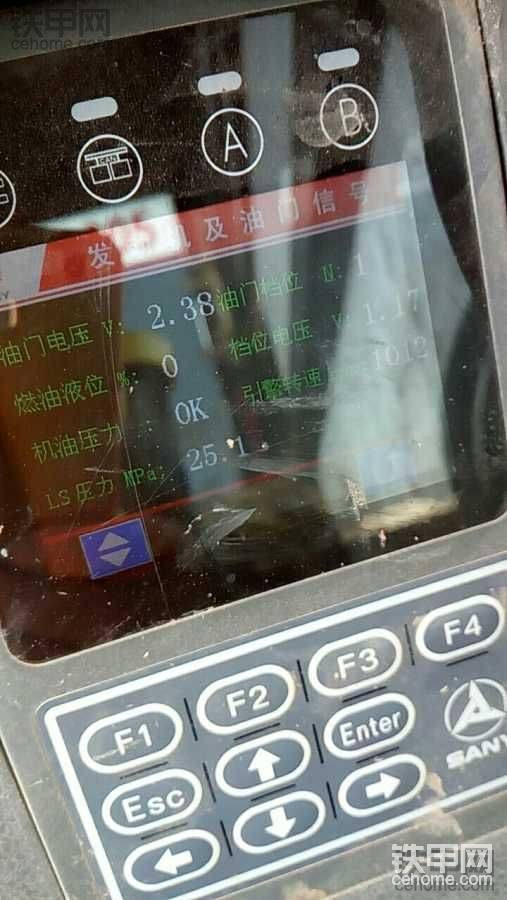 铁甲网
cehome.com
CAN
A
B
发 机及油门信号
油门电压 V: 2.38 油门档位 N: 1
燃油液位 %: 0 档位电压 V: 1.17
机油压力 : OK 引擎转速 1012
LS压力 MPa: 25.1
F1 F2 F3 F4
Esc Enter
SANY
铁甲网
cehome.com